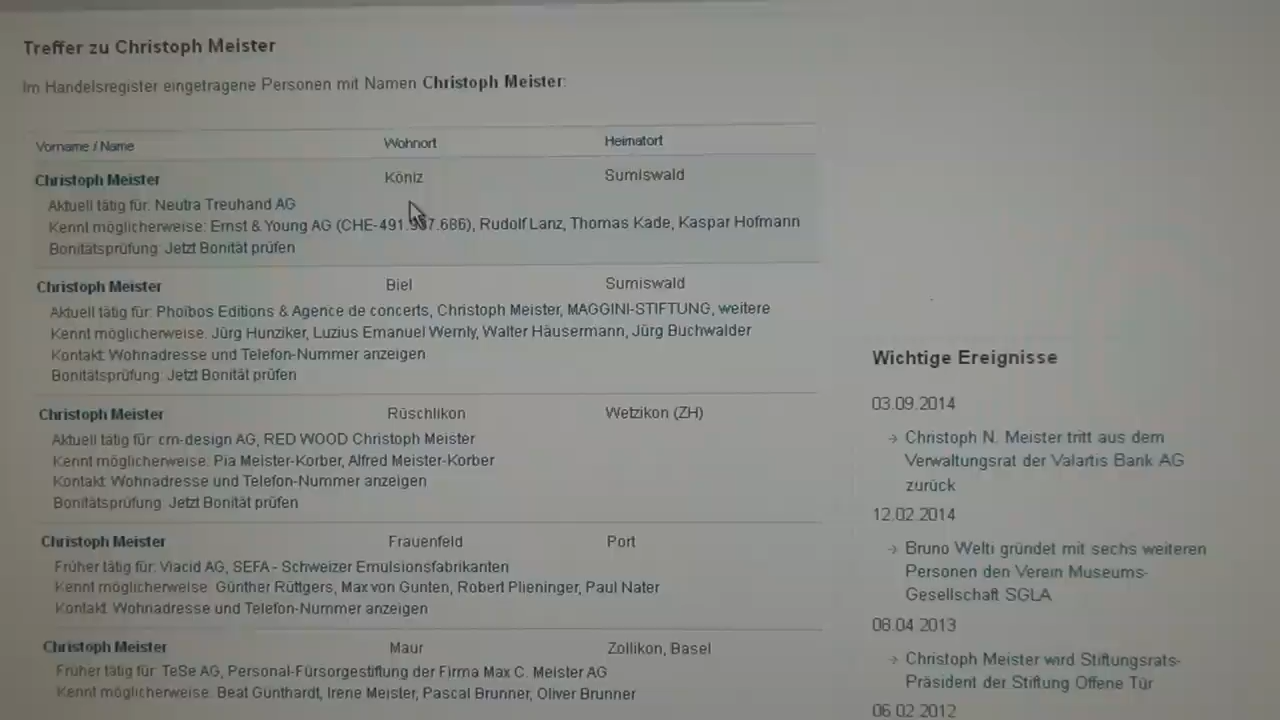 Treffer zu Christoph Meister
Im Handelsregister eingetragene Personen mit Namen Christoph Meister:
Vorname / Name Wohnort Heimatort
Christoph Meister Köniz Sumiswald
Aktuell tätig für: Neutra Treuhand AG
Kennt möglicherweise: Ernst & Young AG (CHE-491.907.686), Rudolf Lanz, Thomas Kade, Kaspar Hofmann
Bonitätsprüfung: Jetzt Bonität prüfen
Christoph Meister Biel Sumiswald
Aktuell tätig für: Phoïbos Editions & Agence de concerts, Christoph Meister, MAGGINI-STIFTUNG, weitere
Kennt möglicherweise: Jürg Hunziker, Luzius Emanuel Wernly, Walter Häusermann, Jürg Buchwalder
Kontakt: Wohnadresse und Telefon-Nummer anzeigen
Bonitätsprüfung: Jetzt Bonität prüfen
Christoph Meister Rüschlikon Wetzikon (ZH)
Aktuell tätig für: cm-design AG, RED WOOD Christoph Meister
Kennt möglicherweise: Pia Meister-Korber, Alfred Meister-Korber
Kontakt: Wohnadresse und Telefon-Nummer anzeigen
Bonitätsprüfung: Jetzt Bonität prüfen
Christoph Meister Frauenfeld Port
Früher tätig für: Viacid AG, SEFA - Schweizer Emulsionsfabrikanten
Kennt möglicherweise: Günther Rüttgers, Max von Gunten, Robert Plieninger, Paul Nater
Kontakt: Wohnadresse und Telefon-Nummer anzeigen
Christoph Meister Maur Zollikon, Basel
Früher tätig für: TeSe AG, Personal-Fürsorgestiftung der Firma Max C. Meister AG
Kennt möglicherweise: Beat Gunthardt, Irene Meister, Pascal Brunner, Oliver Brunner
Wichtige Ereignisse
03.09.2014
Christoph N. Meister tritt aus dem
Verwaltungsrat der Valartis Bank AG
zurück
12.02.2014
Bruno Welti gründet mit sechs weiteren
Personen den Verein Museums-
Gesellschaft SGLA
08.04.2013
Christoph Meister wird Stiftungsrats-
Präsident der Stiftung Offene Tür
06.02.2012